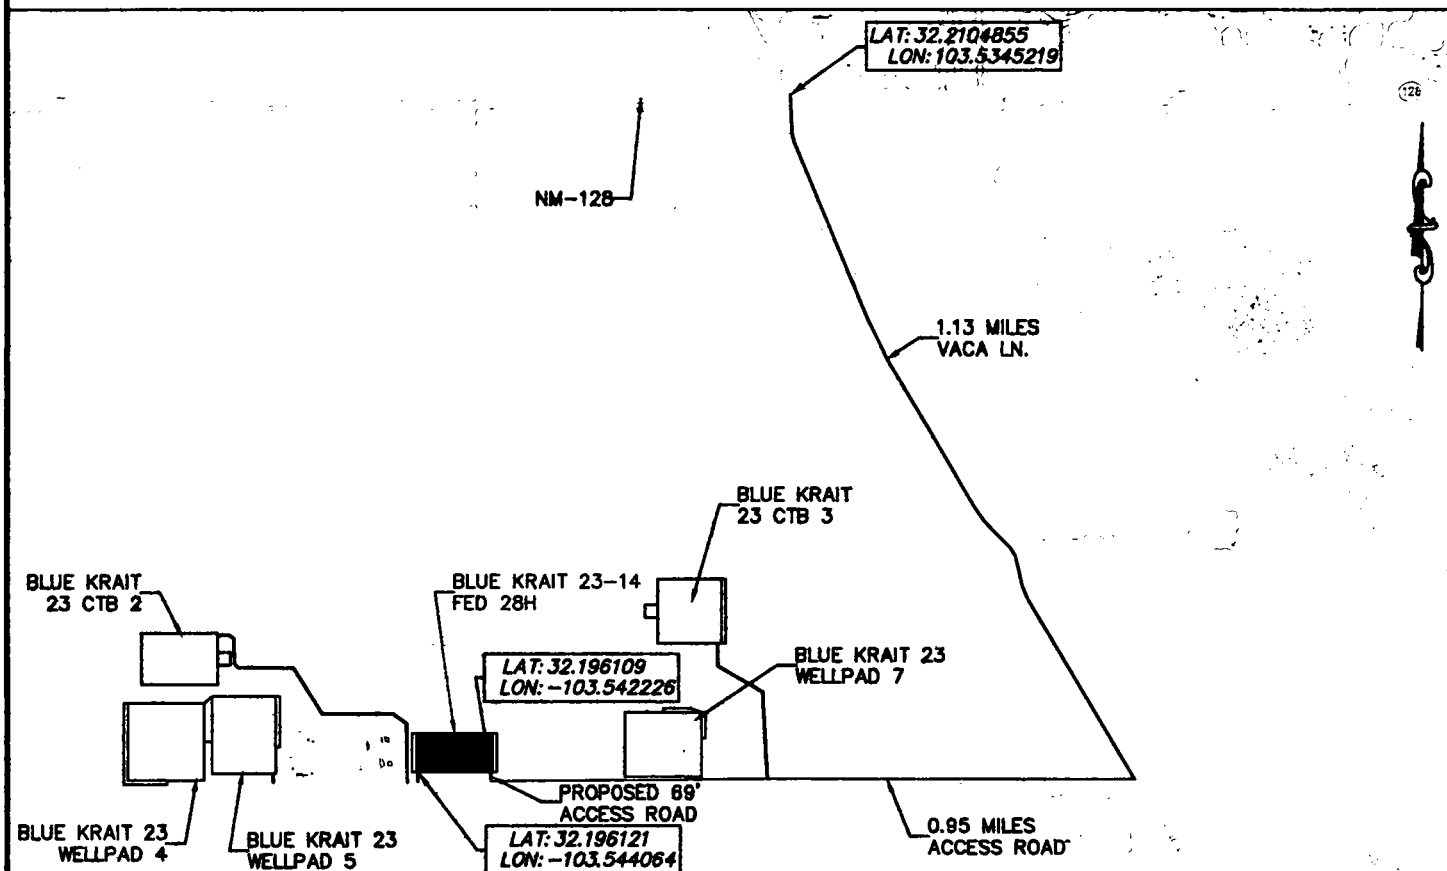 LAT: 32.2104855
LON: 103.5345219
128
NM-128
1.13 MILES
VACA LN.
BLUE KRAIT
23 CTB 3
BLUE KRAIT
23 CTB 2
BLUE KRAIT 23-14
FED 28H
LAT: 32.196109
LON: -103.542226
BLUE KRAIT 23
WELLPAD 7
PROPOSED 69'
ACCESS ROAD
BLUE KRAIT 23
WELLPAD 4
BLUE KRAIT 23
WELLPAD 5
LAT: 32.196121
LON: -103.544064
0.95 MILES
ACCESS ROAD